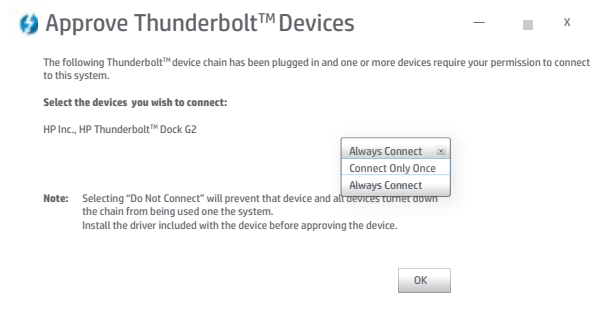 Approve Thunderbolt™ Devices
X
The following Thunderbolt™ device chain has been plugged in and one or more devices require your permission to connect
to this system.
Select the devices you wish to connect:
HP Inc., HP Thunderbolt™ Dock G2
Always Connect
Connect Only Once
Always Connect
Note: Selecting “Do Not Connect” will prevent that device and all devices turnet down
the chain from being used one the system.
Install the driver included with the device before approving the device.
OK